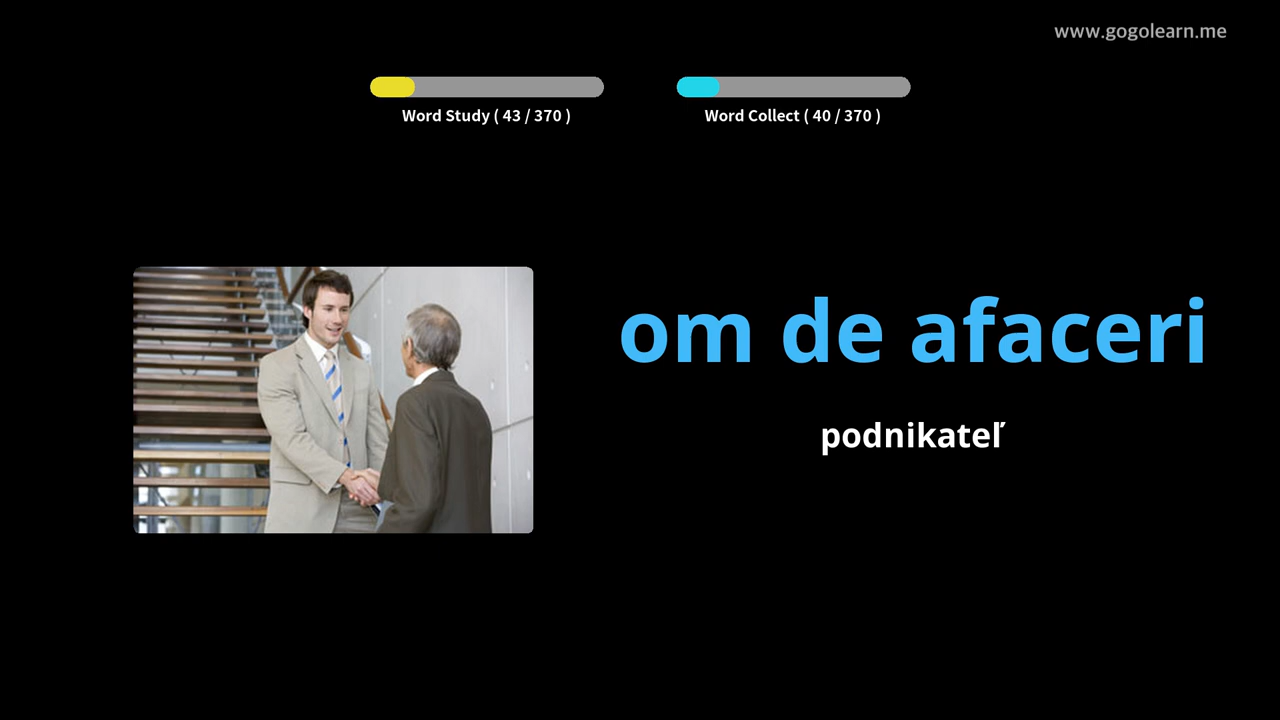 www.gogolearn.me
Word Study ( 43 / 370 )
Word Collect ( 40 / 370 )
om de afaceri
podnikateľ